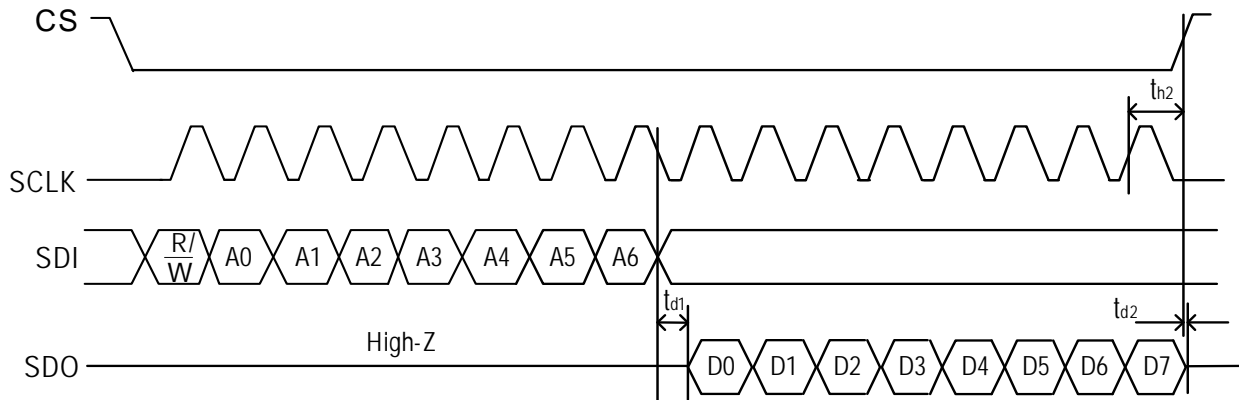 CS
th2
SCLK
SDI R/W A0 A1 A2 A3 A4 A5 A6
td1
td2
High-Z
SDO D0 D1 D2 D3 D4 D5 D6 D7